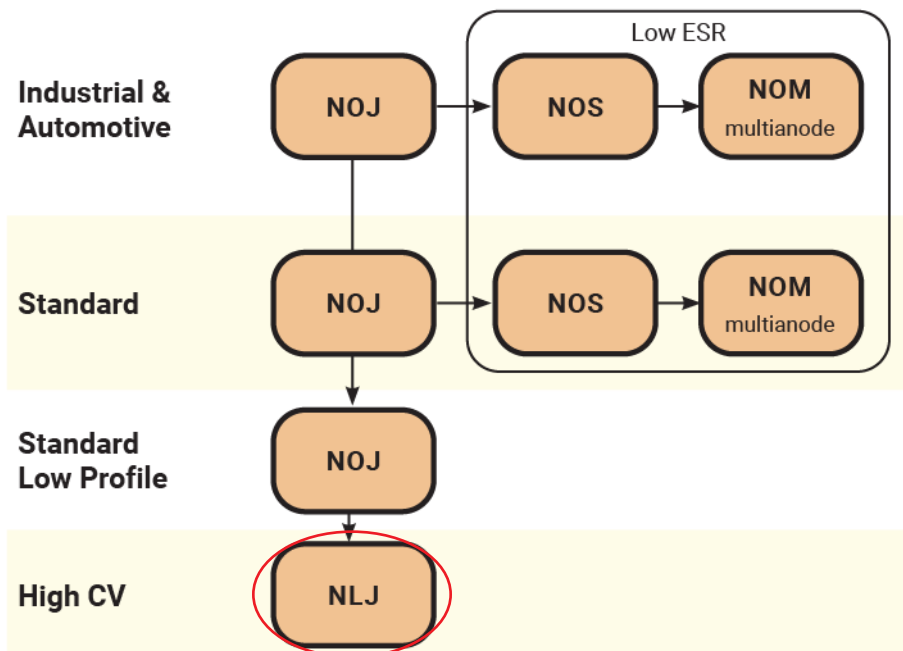 Low ESR
Industrial &
Automotive
NOJ
NOS
NOM
multianode
Standard
NOJ
NOS
NOM
multianode
Standard
Low Profile
NOJ
High CV
NLJ